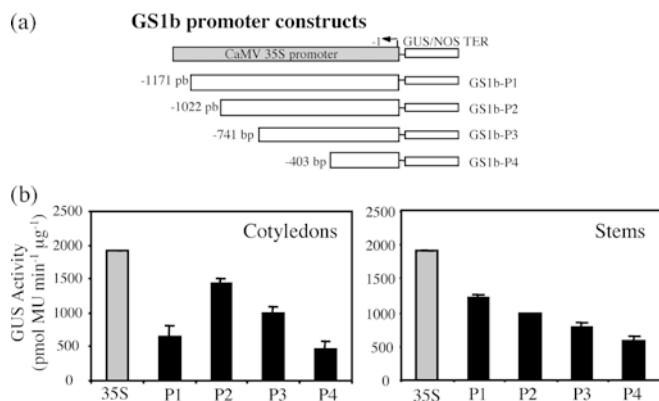 (a)
GS1b promoter constructs
-1
GUS/NOS TER
CaMV 35S promoter
-1171 pb
GS1b-P1
-1022 pb
GS1b-P2
-741 bp
GS1b-P3
-403 bp
GS1b-P4
(b)
GUS Activity
(pmol MU min⁻¹ µg⁻¹)
2500
2000
1500
1000
500
0
Cotyledons
35S P1 P2 P3 P4
2500
2000
1500
1000
500
0
Stems
35S P1 P2 P3 P4